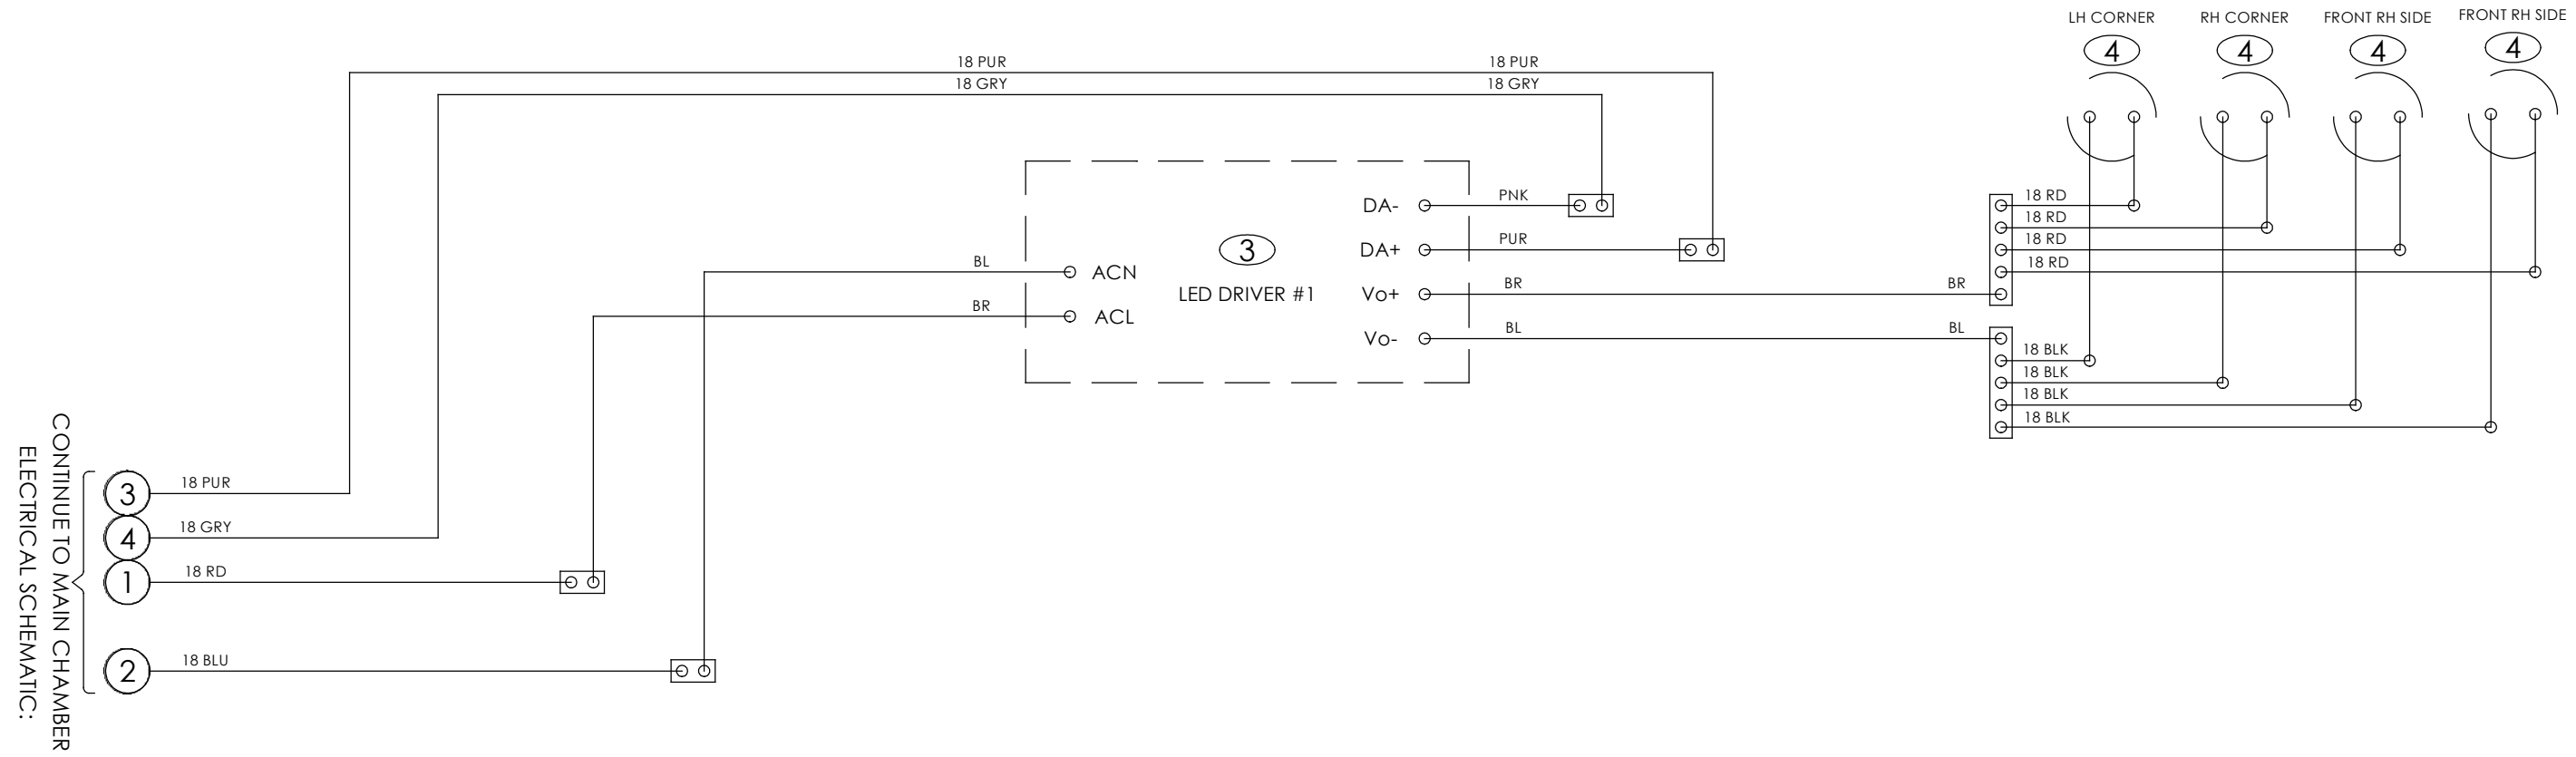 LH CORNER
RH CORNER
FRONT RH SIDE
FRONT RH SIDE
4
4
4
4
18 PUR
18 PUR
18 GRY
18 GRY
DA-
PNK
DA+
PUR
3
LED DRIVER #1
BL
ACN
BR
ACL
Vo+
BR
BR
Vo-
BL
BL
18 RD
18 RD
18 RD
18 RD
18 BLK
18 BLK
18 BLK
18 BLK
CONTINUE TO MAIN CHAMBER
ELECTRICAL SCHEMATIC:
3
18 PUR
4
18 GRY
1
18 RD
2
18 BLU